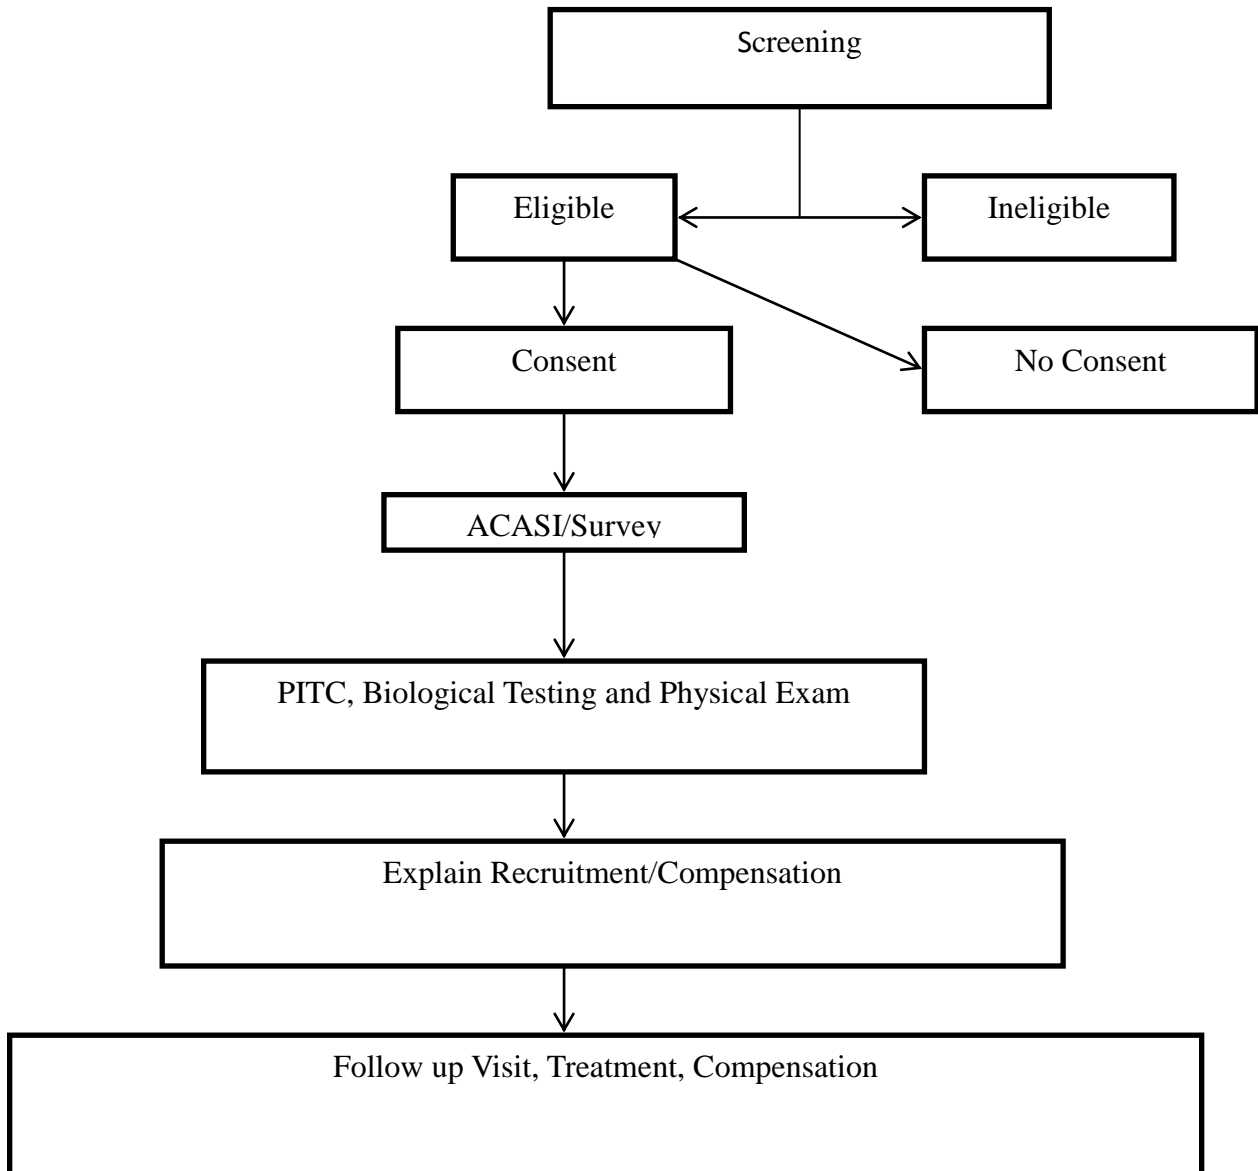 Screening
Eligible
Ineligible
Consent
No Consent
ACASI/Survey
PITC, Biological Testing and Physical Exam
Explain Recruitment/Compensation
Follow up Visit, Treatment, Compensation